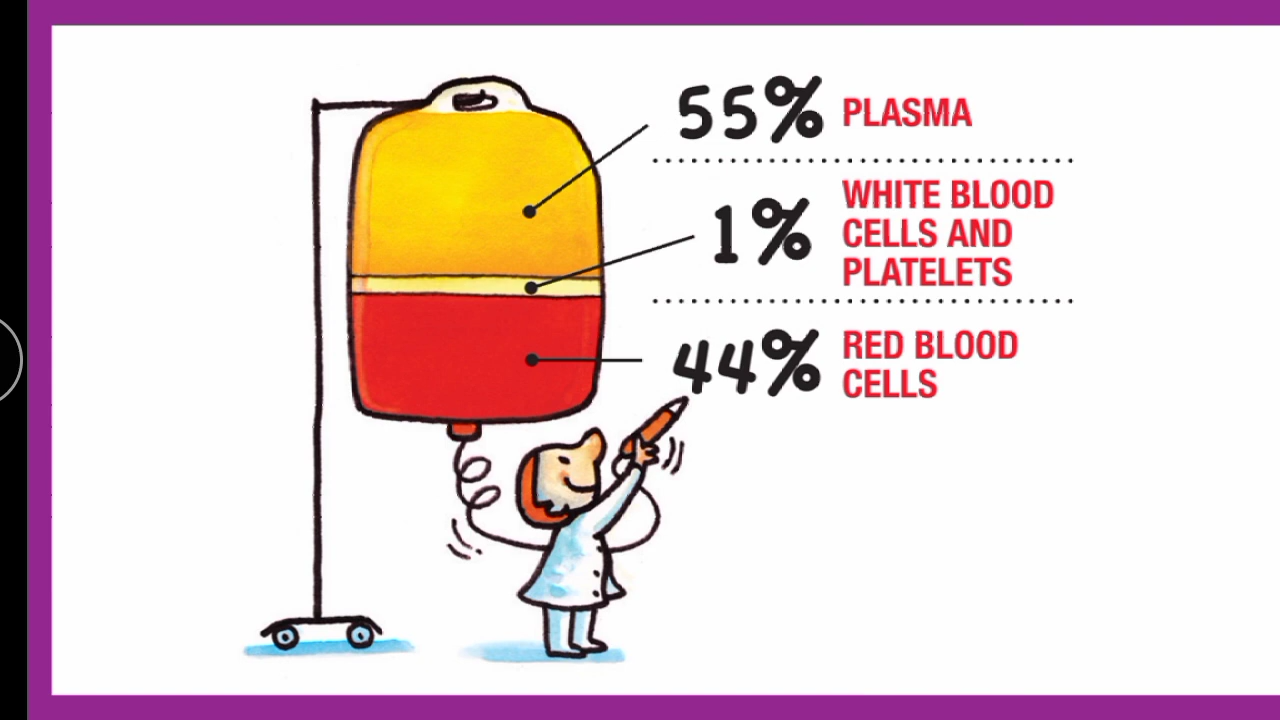 55% PLASMA
1% WHITE BLOOD
CELLS AND
PLATELETS
44% RED BLOOD
CELLS